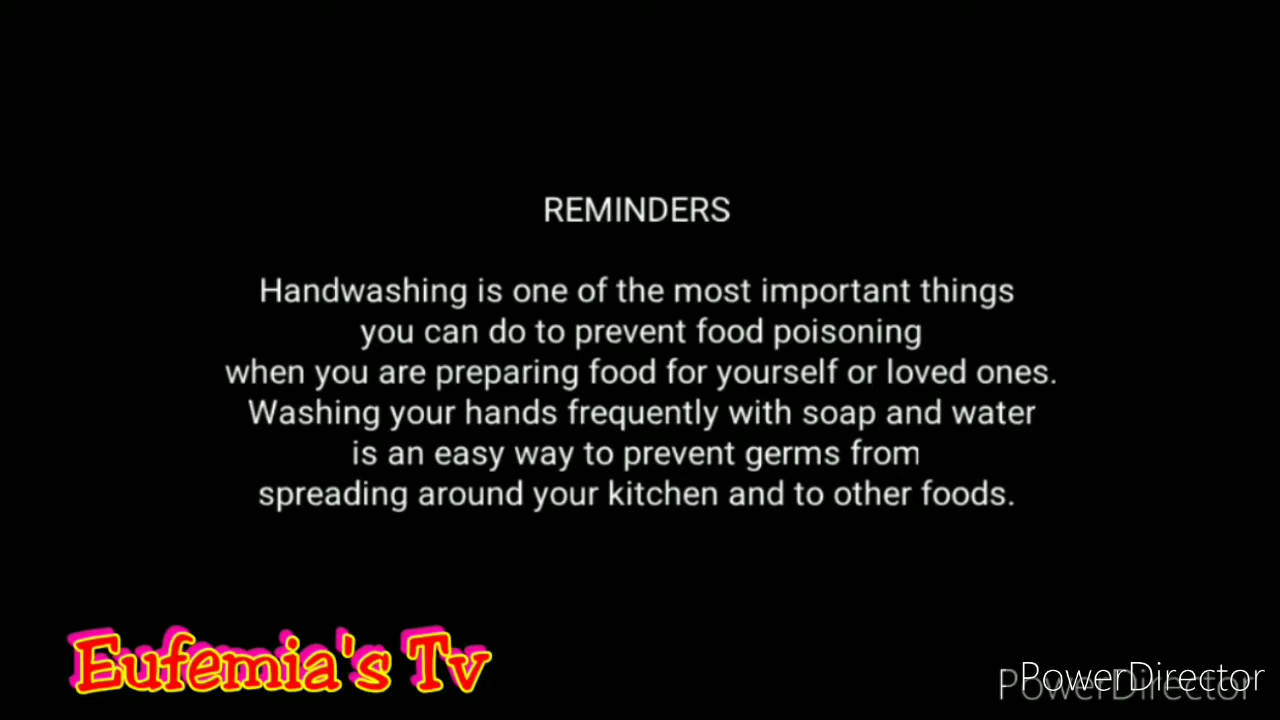 REMINDERS
Handwashing is one of the most important things
you can do to prevent food poisoning
when you are preparing food for yourself or loved ones.
Washing your hands frequently with soap and water
is an easy way to prevent germs from
spreading around your kitchen and to other foods.
Eufemia's Tv
PowerDirector
PowerDirector